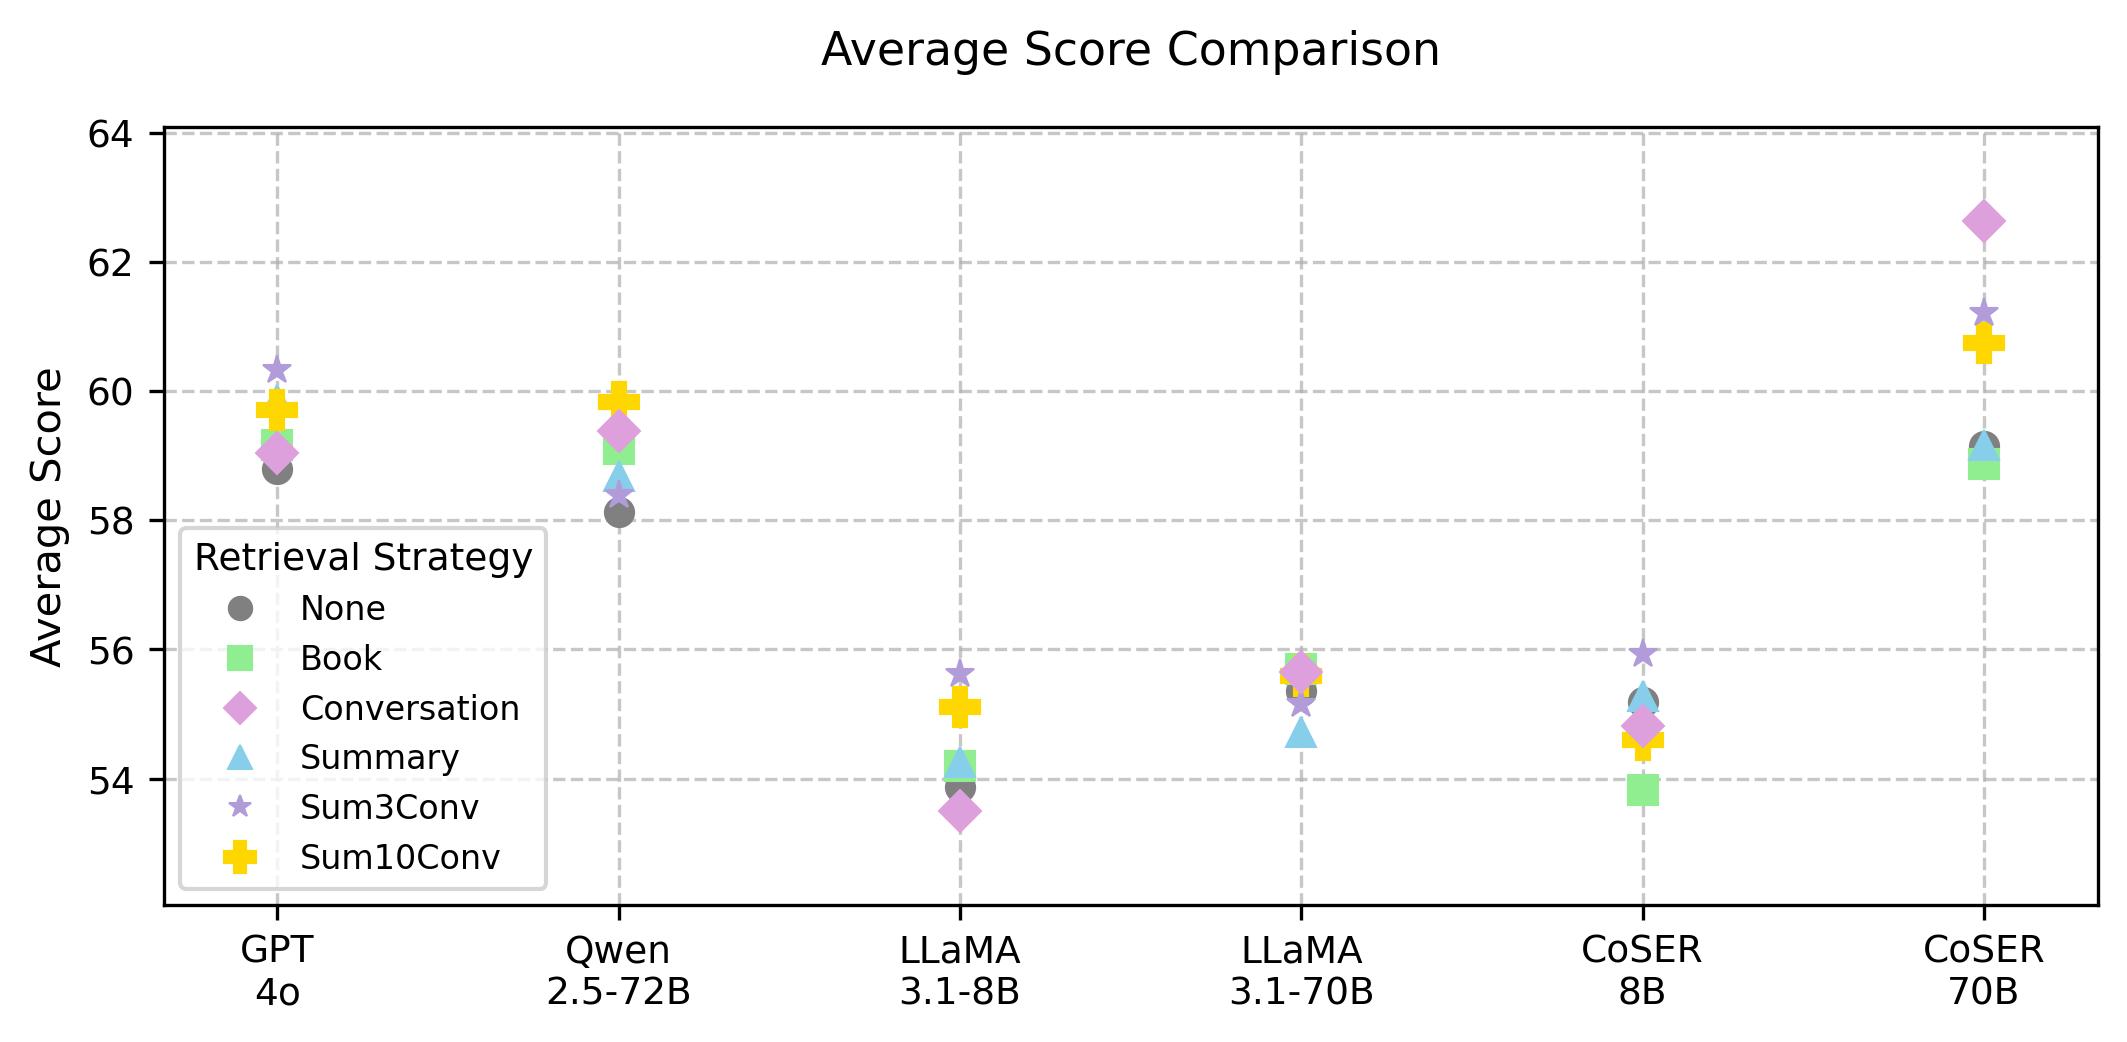 Average Score Comparison
Average Score
64
62
60
58
56
54
Retrieval Strategy
None
Book
Conversation
Summary
Sum3Conv
Sum10Conv
GPT
4o
Qwen
2.5-72B
LLaMA
3.1-8B
LLaMA
3.1-70B
CoSER
8B
CoSER
70B